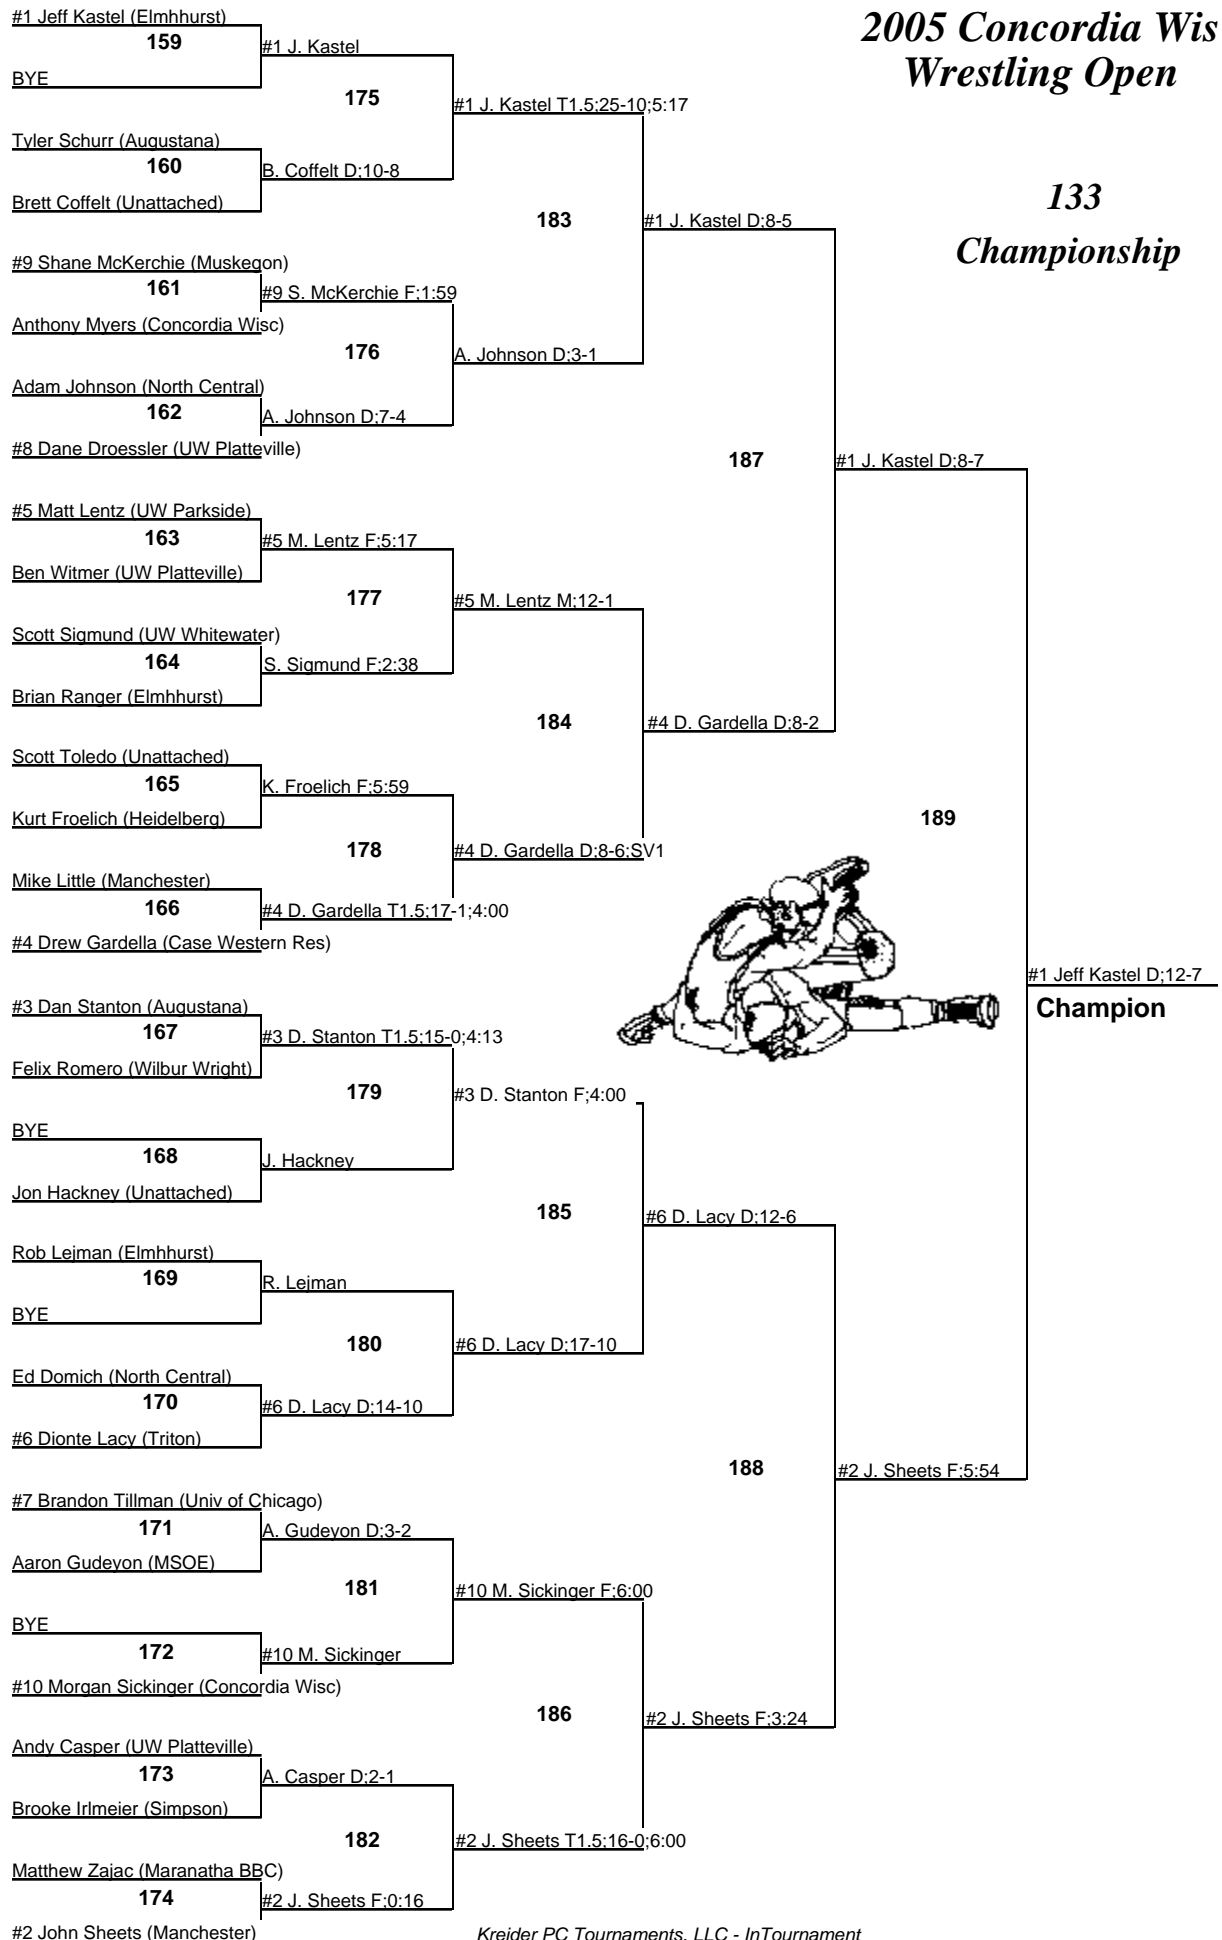 #1 Jeff Kastel (Elmhhurst)
2005 Concordia Wis
Wrestling Open
159
#1 J. Kastel
BYE
175
#1 J. Kastel T1.5;25-10;5:17
Tyler Schurr (Augustana)
160
B. Coffelt D;10-8
Brett Coffelt (Unattached)
133
Championship
183
#1 J. Kastel D;8-5
#9 Shane McKerchie (Muskegon)
161
#9 S. McKerchie F;1:59
Anthony Myers (Concordia Wisc)
176
A. Johnson D;3-1
Adam Johnson (North Central)
162
A. Johnson D;7-4
#8 Dane Droessler (UW Platteville)
187
#1 J. Kastel D;8-7
#5 Matt Lentz (UW Parkside)
163
#5 M. Lentz F;5:17
Ben Witmer (UW Platteville)
177
#5 M. Lentz M;12-1
Scott Sigmund (UW Whitewater)
164
S. Sigmund F;2:38
Brian Ranger (Elmhhurst)
184
#4 D. Gardella D;8-2
Scott Toledo (Unattached)
165
K. Froelich F;5:59
Kurt Froelich (Heidelberg)
189
178
#4 D. Gardella D;8-6;SV1
Mike Little (Manchester)
166
#4 D. Gardella T1.5;17-1;4:00
#4 Drew Gardella (Case Western Res)
#1 Jeff Kastel D;12-7
Champion
#3 Dan Stanton (Augustana)
167
#3 D. Stanton T1.5;15-0;4:13
Felix Romero (Wilbur Wright)
179
#3 D. Stanton F;4:00
BYE
168
J. Hackney
Jon Hackney (Unattached)
185
#6 D. Lacy D;12-6
Rob Lejman (Elmhhurst)
169
R. Lejman
BYE
180
#6 D. Lacy D;17-10
Ed Domich (North Central)
170
#6 D. Lacy D;14-10
#6 Dionte Lacy (Triton)
188
#2 J. Sheets F;5:54
#7 Brandon Tillman (Univ of Chicago)
171
A. Gudeyon D;3-2
Aaron Gudeyon (MSOE)
181
#10 M. Sickinger F;6:00
BYE
172
#10 M. Sickinger
#10 Morgan Sickinger (Concordia Wisc)
186
#2 J. Sheets F;3:24
Andy Casper (UW Platteville)
173
A. Casper D;2-1
Brooke Irlmeier (Simpson)
182
#2 J. Sheets T1.5;16-0;6:00
Matthew Zajac (Maranatha BBC)
174
#2 J. Sheets F;0:16
#2 John Sheets (Manchester)
Kreider PC Tournaments, LLC - InTournament